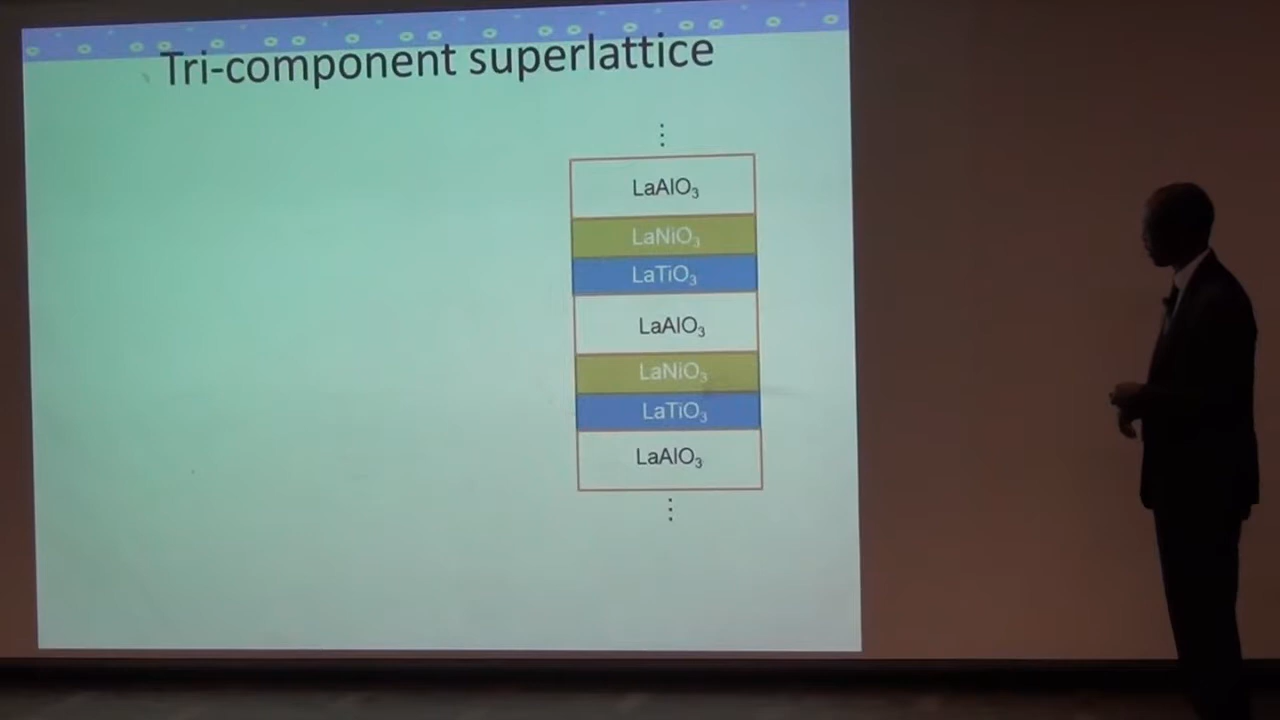 Tri-component superlattice
⋮
LaAlO₃
LaNiO₃
LaTiO₃
LaAlO₃
LaNiO₃
LaTiO₃
LaAlO₃
⋮